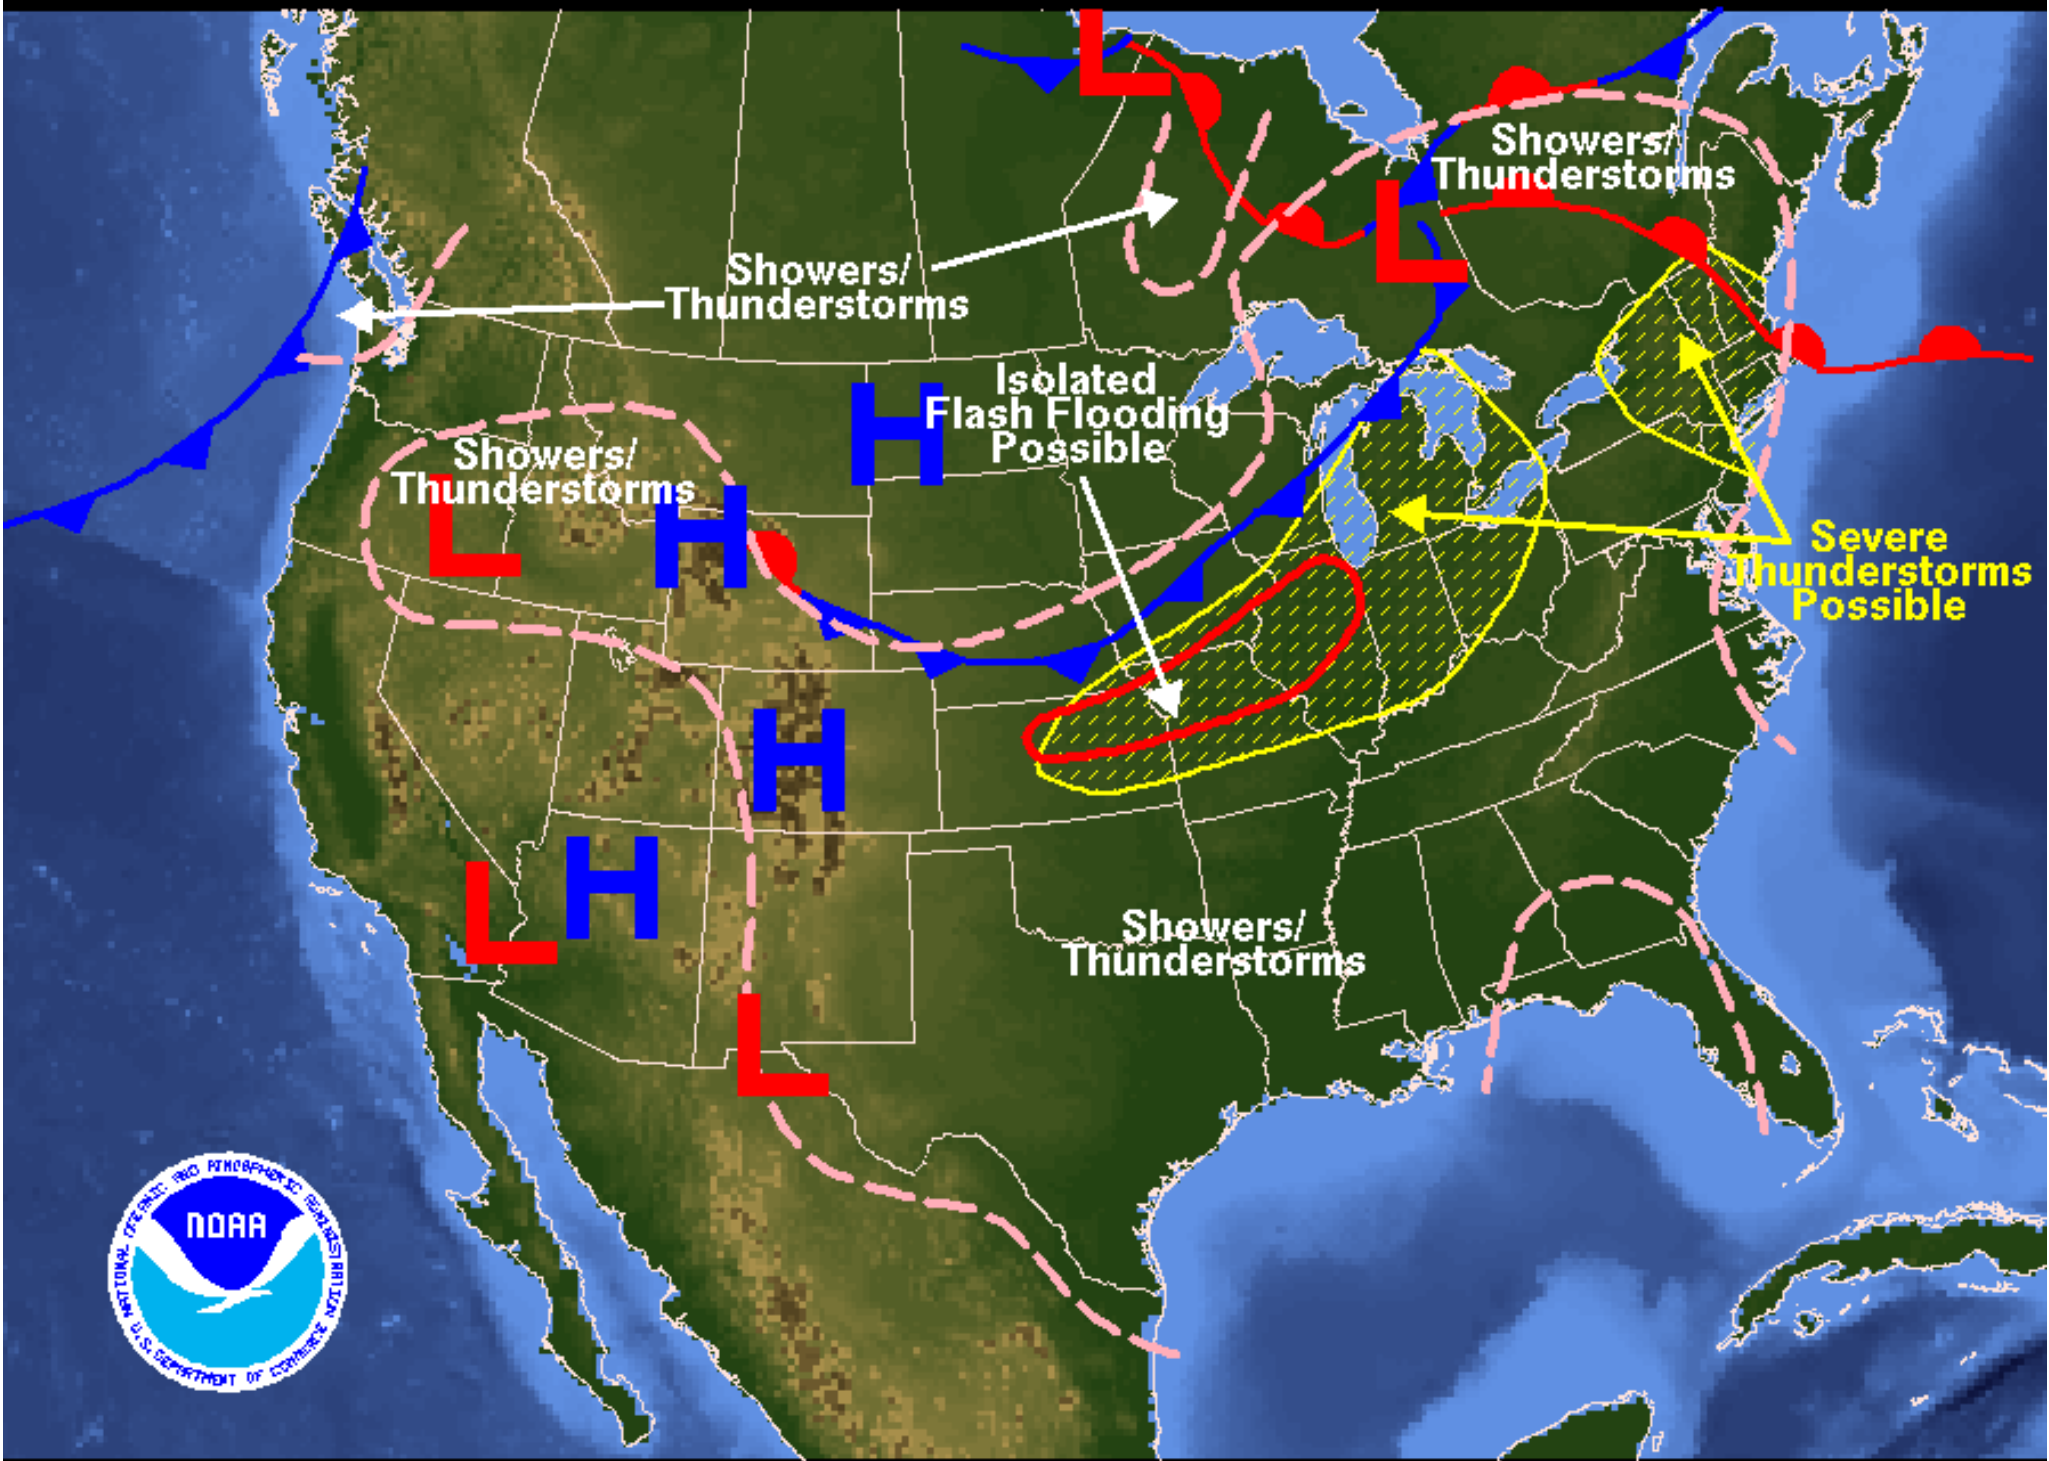 L
Showers/
Thunderstorms
L
Showers/
Thunderstorms
H
Isolated
Flash Flooding
Possible
Showers/
Thunderstorms
L
H
Severe
Thunderstorms
Possible
H
H
L
Showers/
Thunderstorms
L
NATIONAL OCEANIC AND ATMOSPHERIC ADMINISTRATION
NOAA
U.S. DEPARTMENT OF COMMERCE